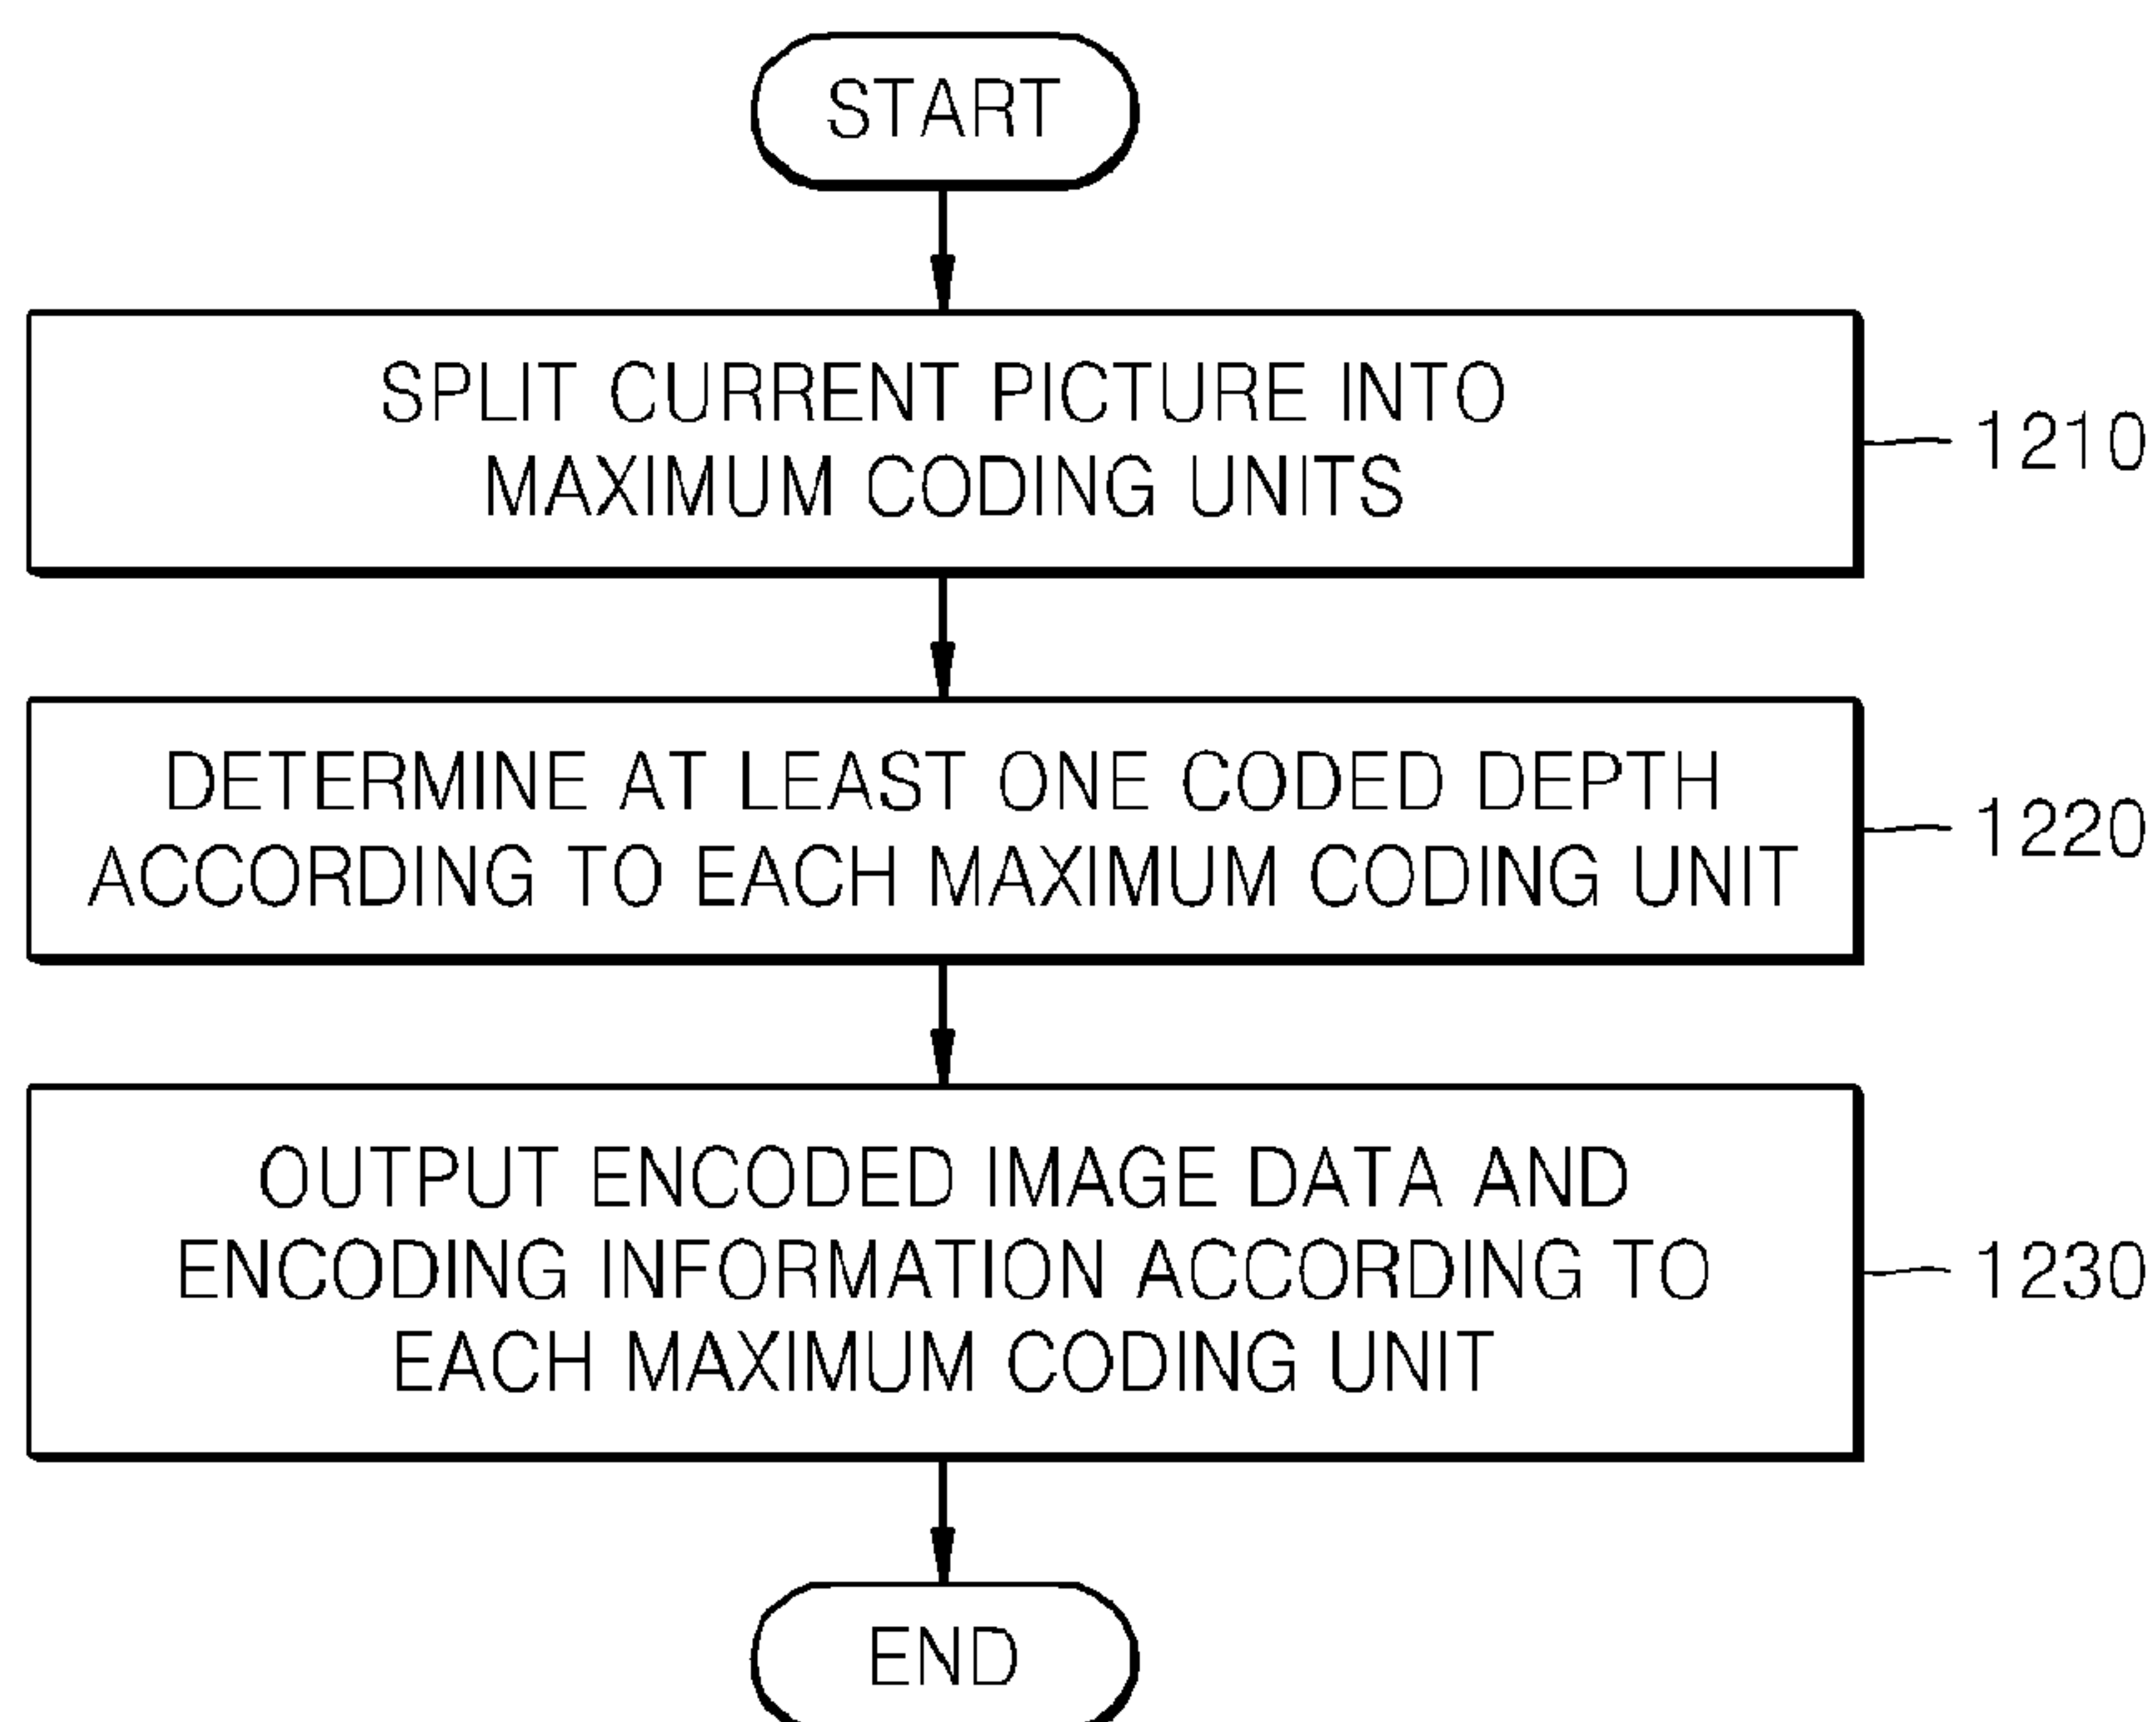 START
SPLIT CURRENT PICTURE INTO
MAXIMUM CODING UNITS
1210
DETERMINE AT LEAST ONE CODED DEPTH
ACCORDING TO EACH MAXIMUM CODING UNIT
1220
OUTPUT ENCODED IMAGE DATA AND
ENCODING INFORMATION ACCORDING TO
EACH MAXIMUM CODING UNIT
1230
END